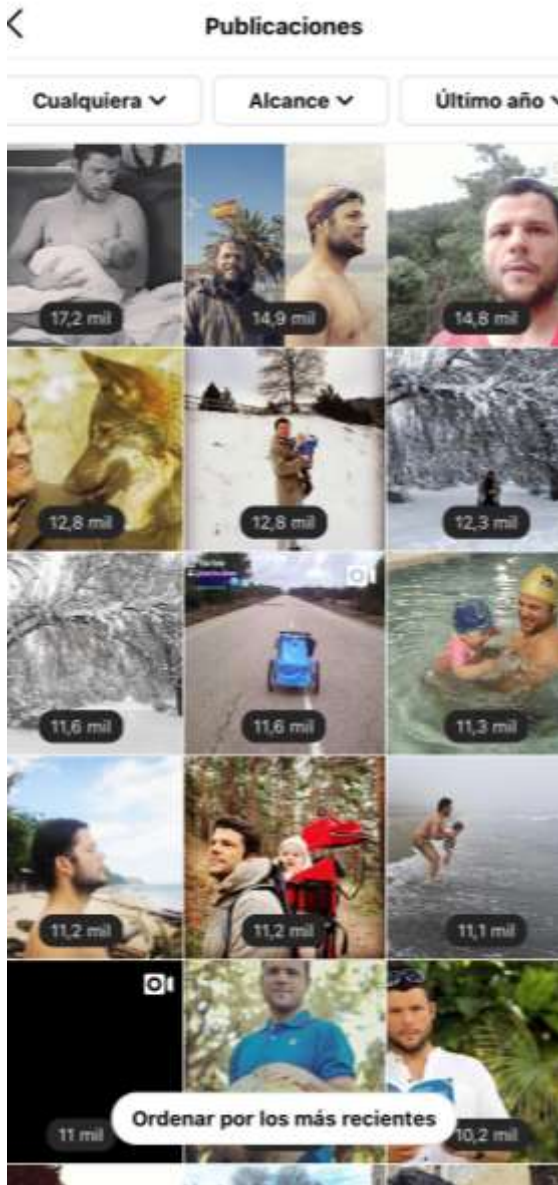 Publicaciones
Cualquiera
Alcance
Último año
17,2 mil
14,9 mil
14,8 mil
12,8 mil
12,8 mil
12,3 mil
11,6 mil
11,6 mil
11,3 mil
11,2 mil
11,2 mil
11,1 mil
11 mil
Ordenar por los más recientes
10,2 mil